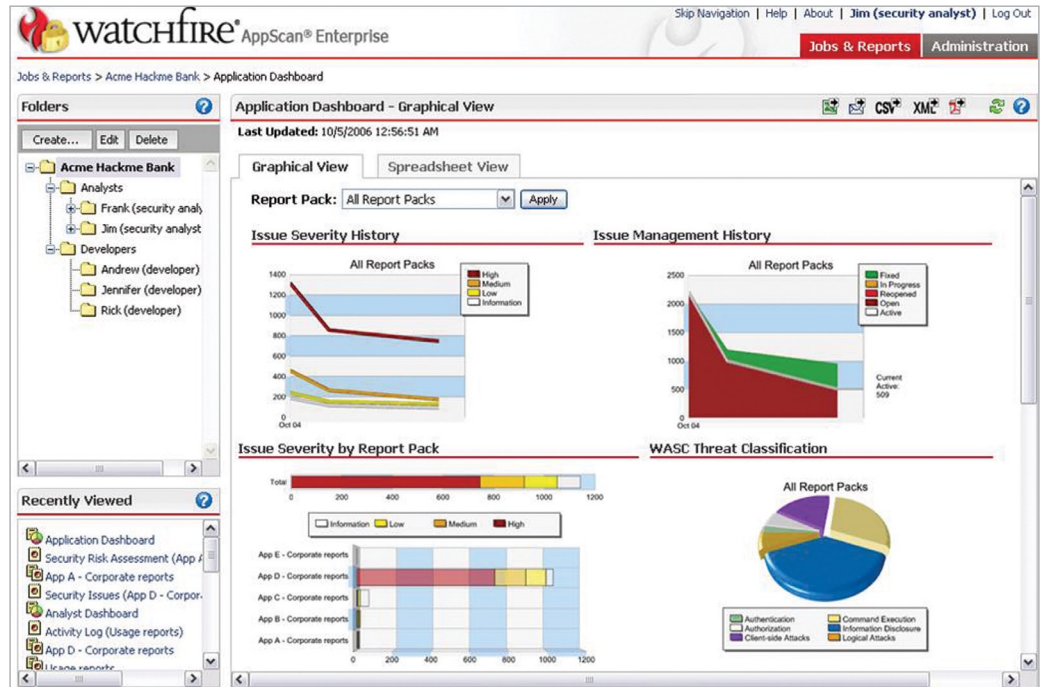 Skip Navigation | Help | About | Jim (security analyst) | Log Out
watchfire® AppScan® Enterprise
Jobs & Reports Administration
Jobs & Reports > Acme Hackme Bank > Application Dashboard
Folders
Create... Edit Delete
Acme Hackme Bank
Analysts
Frank (security analy
Jim (security analyst
Developers
Andrew (developer)
Jennifer (developer)
Rick (developer)
Recently Viewed
Application Dashboard
Security Risk Assessment (App A
App A - Corporate reports
Security Issues (App D - Corpor
Analyst Dashboard
Activity Log (Usage reports)
App D - Corporate reports
Usage reports
Application Dashboard - Graphical View
CSV XML
Last Updated: 10/5/2006 12:56:51 AM
Graphical View Spreadsheet View
Report Pack: All Report Packs Apply
Issue Severity History
All Report Packs
1400
1200
1000
800
600
400
200
0
Oct 04
High
Medium
Low
Information
Issue Management History
All Report Packs
2500
2000
1500
1000
500
0
Oct 04
Fixed
In Progress
Reopened
Open
Active
Current
Active:
509
Issue Severity by Report Pack
Total
0 200 400 600 800 1000 1200
Information Low Medium High
App E - Corporate reports
App D - Corporate reports
App C - Corporate reports
App B - Corporate reports
App A - Corporate reports
0 200 400 600 800 1000 1200
WASC Threat Classification
All Report Packs
Authentication Command Execution
Authorization Information Disclosure
Client-side Attacks Logical Attacks